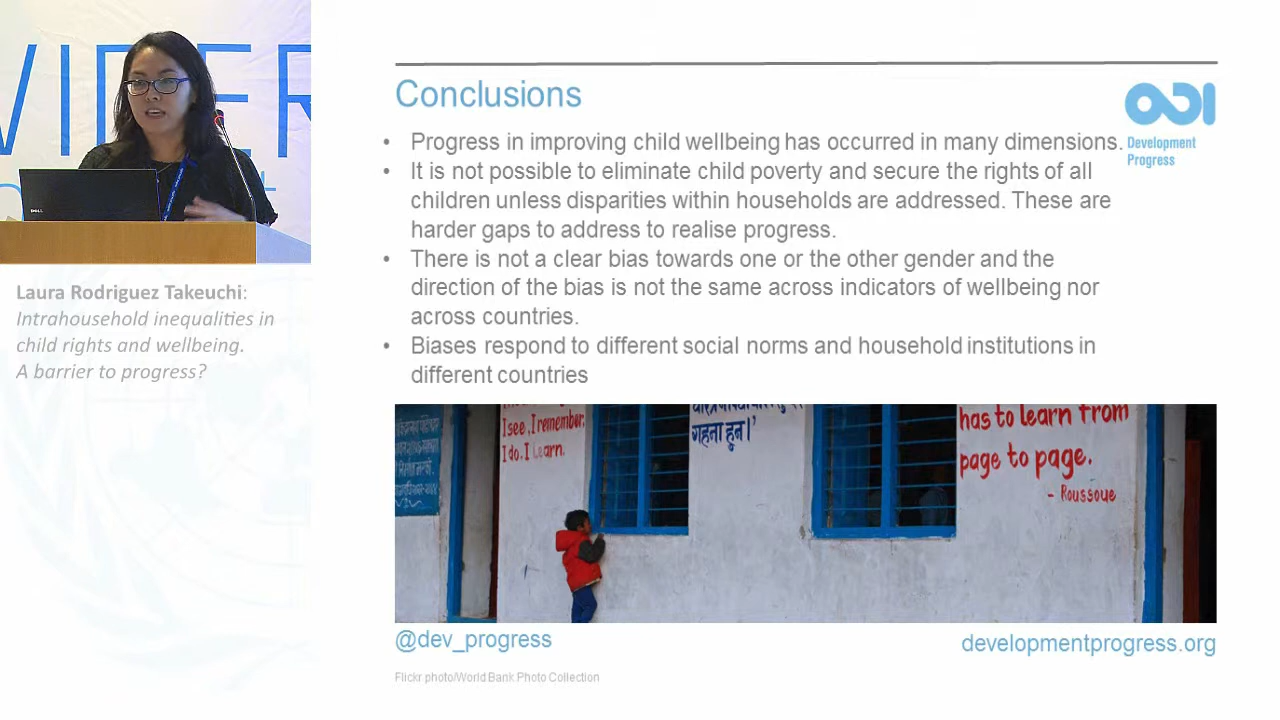 WIDER
DELL
Laura Rodriguez Takeuchi:
Intrahousehold inequalities in
child rights and wellbeing.
A barrier to progress?
Conclusions
ODI
Development
Progress
• Progress in improving child wellbeing has occurred in many dimensions.
• It is not possible to eliminate child poverty and secure the rights of all
children unless disparities within households are addressed. These are
harder gaps to address to realise progress.
• There is not a clear bias towards one or the other gender and the
direction of the bias is not the same across indicators of wellbeing nor
across countries.
• Biases respond to different social norms and household institutions in
different countries
I see, I remember.
I do. I Learn.
गहना हुन।’
has to learn from
page to page.
- Roussoue
@dev_progress
developmentprogress.org
Flickr photo/World Bank Photo Collection